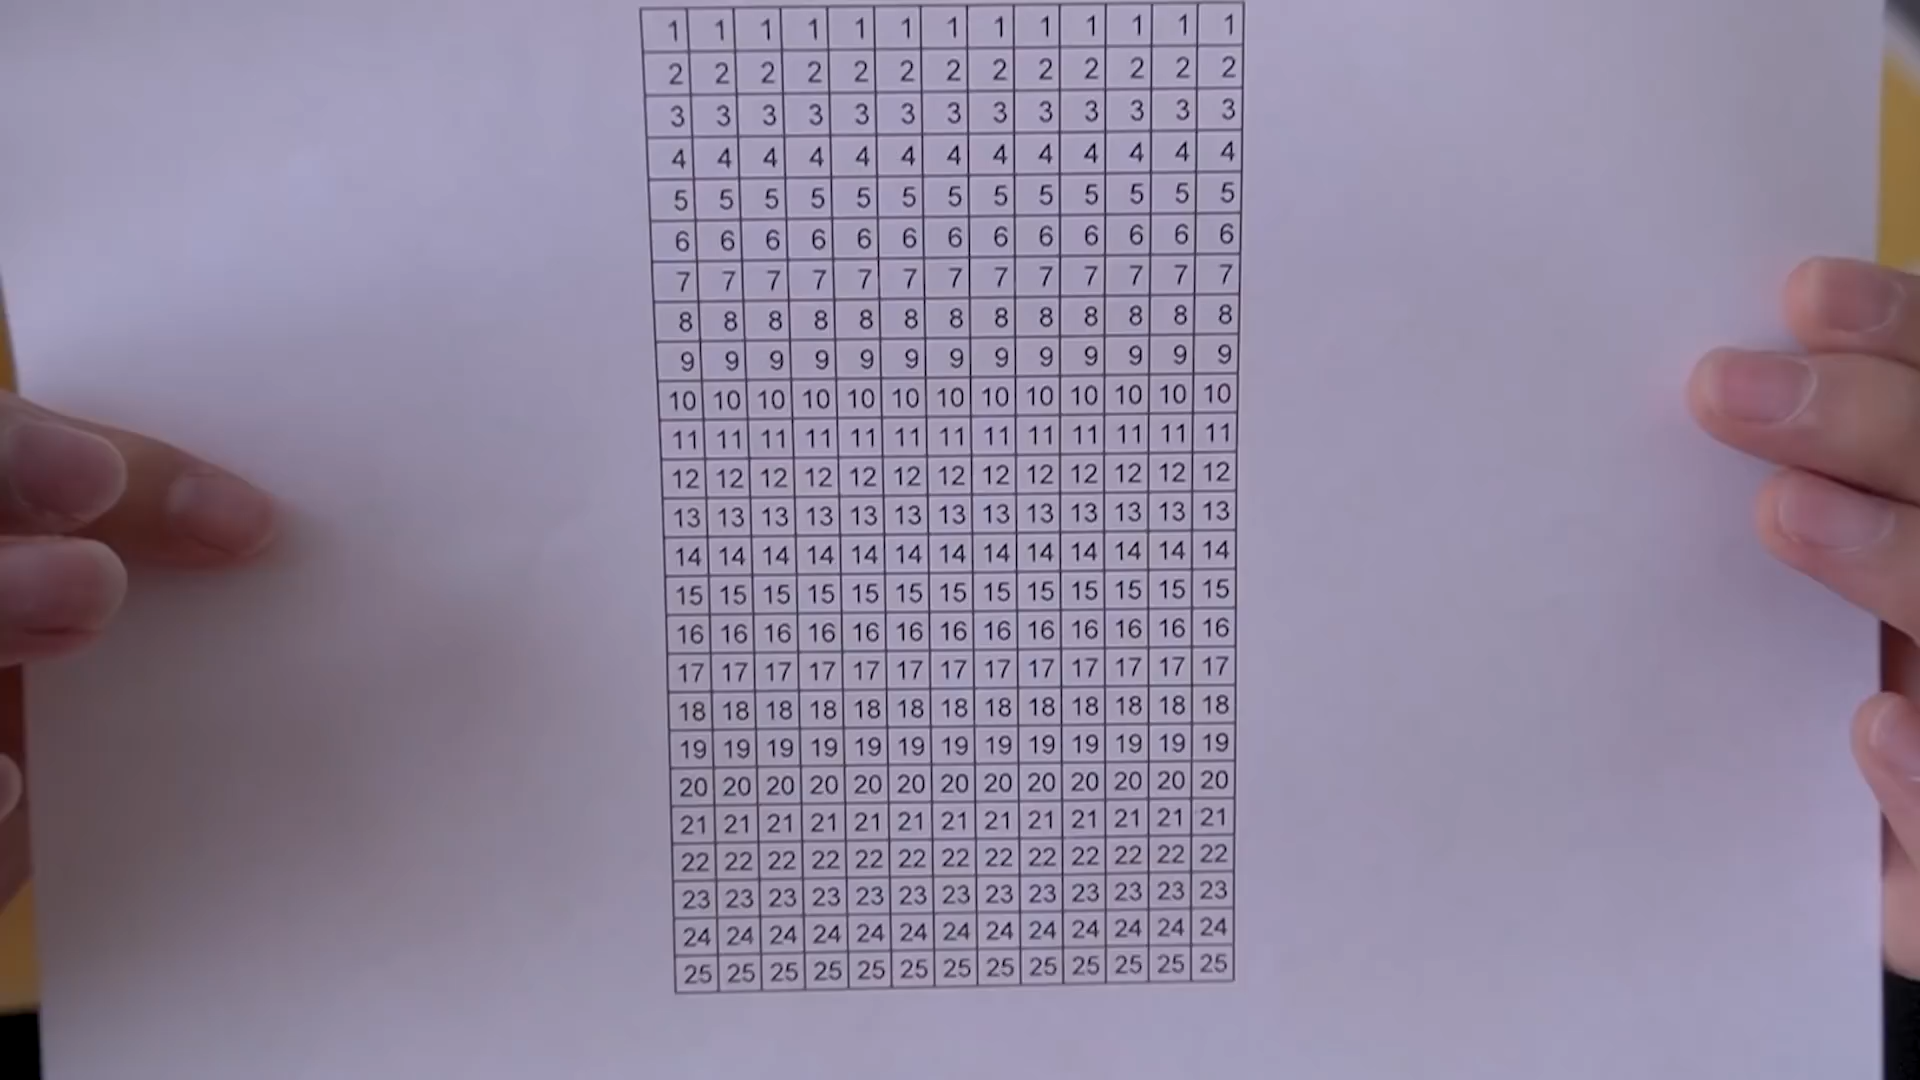 1 1 1 1 1 1 1 1 1 1 1 1 1
2 2 2 2 2 2 2 2 2 2 2 2 2
3 3 3 3 3 3 3 3 3 3 3 3 3
4 4 4 4 4 4 4 4 4 4 4 4 4
5 5 5 5 5 5 5 5 5 5 5 5 5
6 6 6 6 6 6 6 6 6 6 6 6 6
7 7 7 7 7 7 7 7 7 7 7 7 7
8 8 8 8 8 8 8 8 8 8 8 8 8
9 9 9 9 9 9 9 9 9 9 9 9 9
10 10 10 10 10 10 10 10 10 10 10 10 10
11 11 11 11 11 11 11 11 11 11 11 11 11
12 12 12 12 12 12 12 12 12 12 12 12 12
13 13 13 13 13 13 13 13 13 13 13 13 13
14 14 14 14 14 14 14 14 14 14 14 14 14
15 15 15 15 15 15 15 15 15 15 15 15 15
16 16 16 16 16 16 16 16 16 16 16 16 16
17 17 17 17 17 17 17 17 17 17 17 17 17
18 18 18 18 18 18 18 18 18 18 18 18 18
19 19 19 19 19 19 19 19 19 19 19 19 19
20 20 20 20 20 20 20 20 20 20 20 20 20
21 21 21 21 21 21 21 21 21 21 21 21 21
22 22 22 22 22 22 22 22 22 22 22 22 22
23 23 23 23 23 23 23 23 23 23 23 23 23
24 24 24 24 24 24 24 24 24 24 24 24 24
25 25 25 25 25 25 25 25 25 25 25 25 25